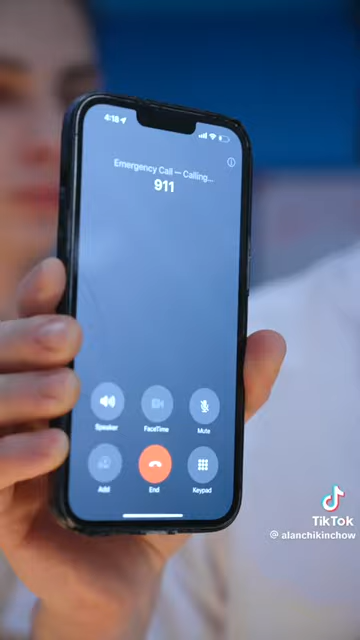 4:18
Emergency Call — Calling...
911
Speaker
FaceTime
Mute
Add
End
Keypad
TikTok
@ alanchikinchow